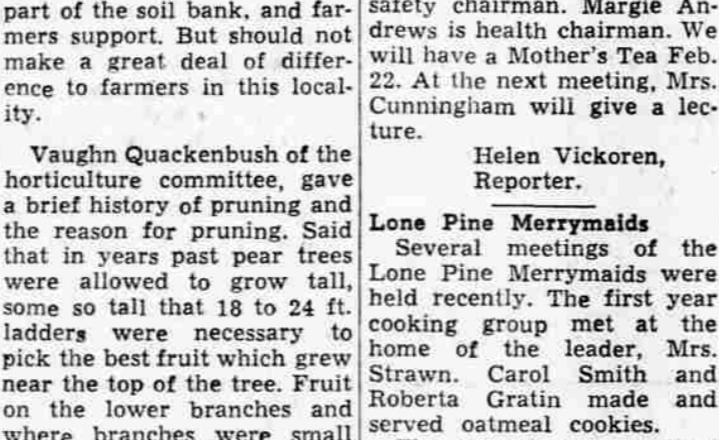 part of the soil bank, and far-
mers support. But should not
make a great deal of differ-
ence to farmers in this local-
ity.
Vaughn Quackenbush of the
horticulture committee, gave
a brief history of pruning and
the reason for pruning. Said
that in years past pear trees
were allowed to grow tall,
some so tall that 18 to 24 ft.
ladders were necessary to
pick the best fruit which grew
near the top of the tree. Fruit
on the lower branches and
where branches were small
safety chairman. Margie An-
drews is health chairman. We
will have a Mother's Tea Feb.
22. At the next meeting, Mrs.
Cunningham will give a lec-
ture.
Helen Vickoren,
Reporter.
Lone Pine Merrymaids
Several meetings of the
Lone Pine Merrymaids were
held recently. The first year
cooking group met at the
home of the leader, Mrs.
Strawn. Carol Smith and
Roberta Gratin made and
served oatmeal cookies.